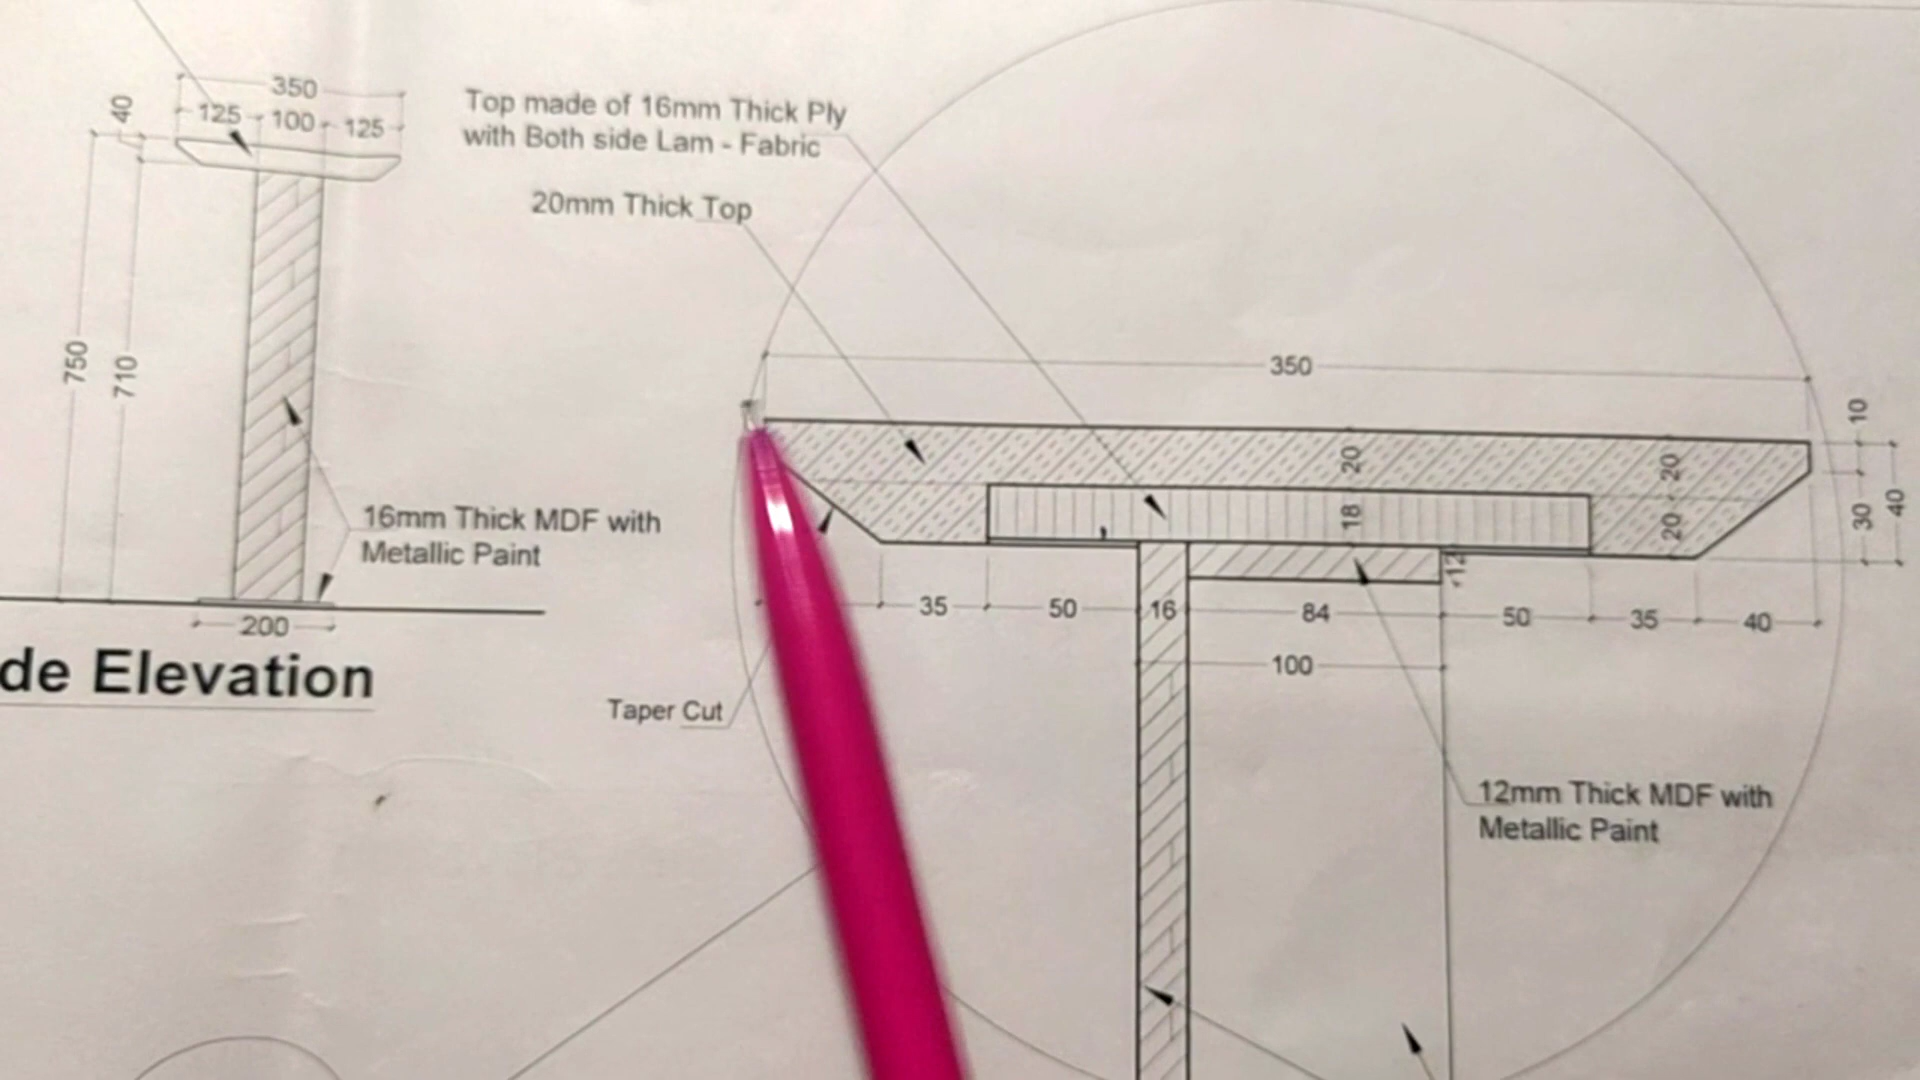 350
40
125
100
125
Top made of 16mm Thick Ply
with Both side Lam - Fabric
20mm Thick Top
750
710
350
10
20
20
18
20
30
40
16mm Thick MDF with
Metallic Paint
12
35
50
16
84
50
35
40
200
100
de Elevation
Taper Cut
12mm Thick MDF with
Metallic Paint